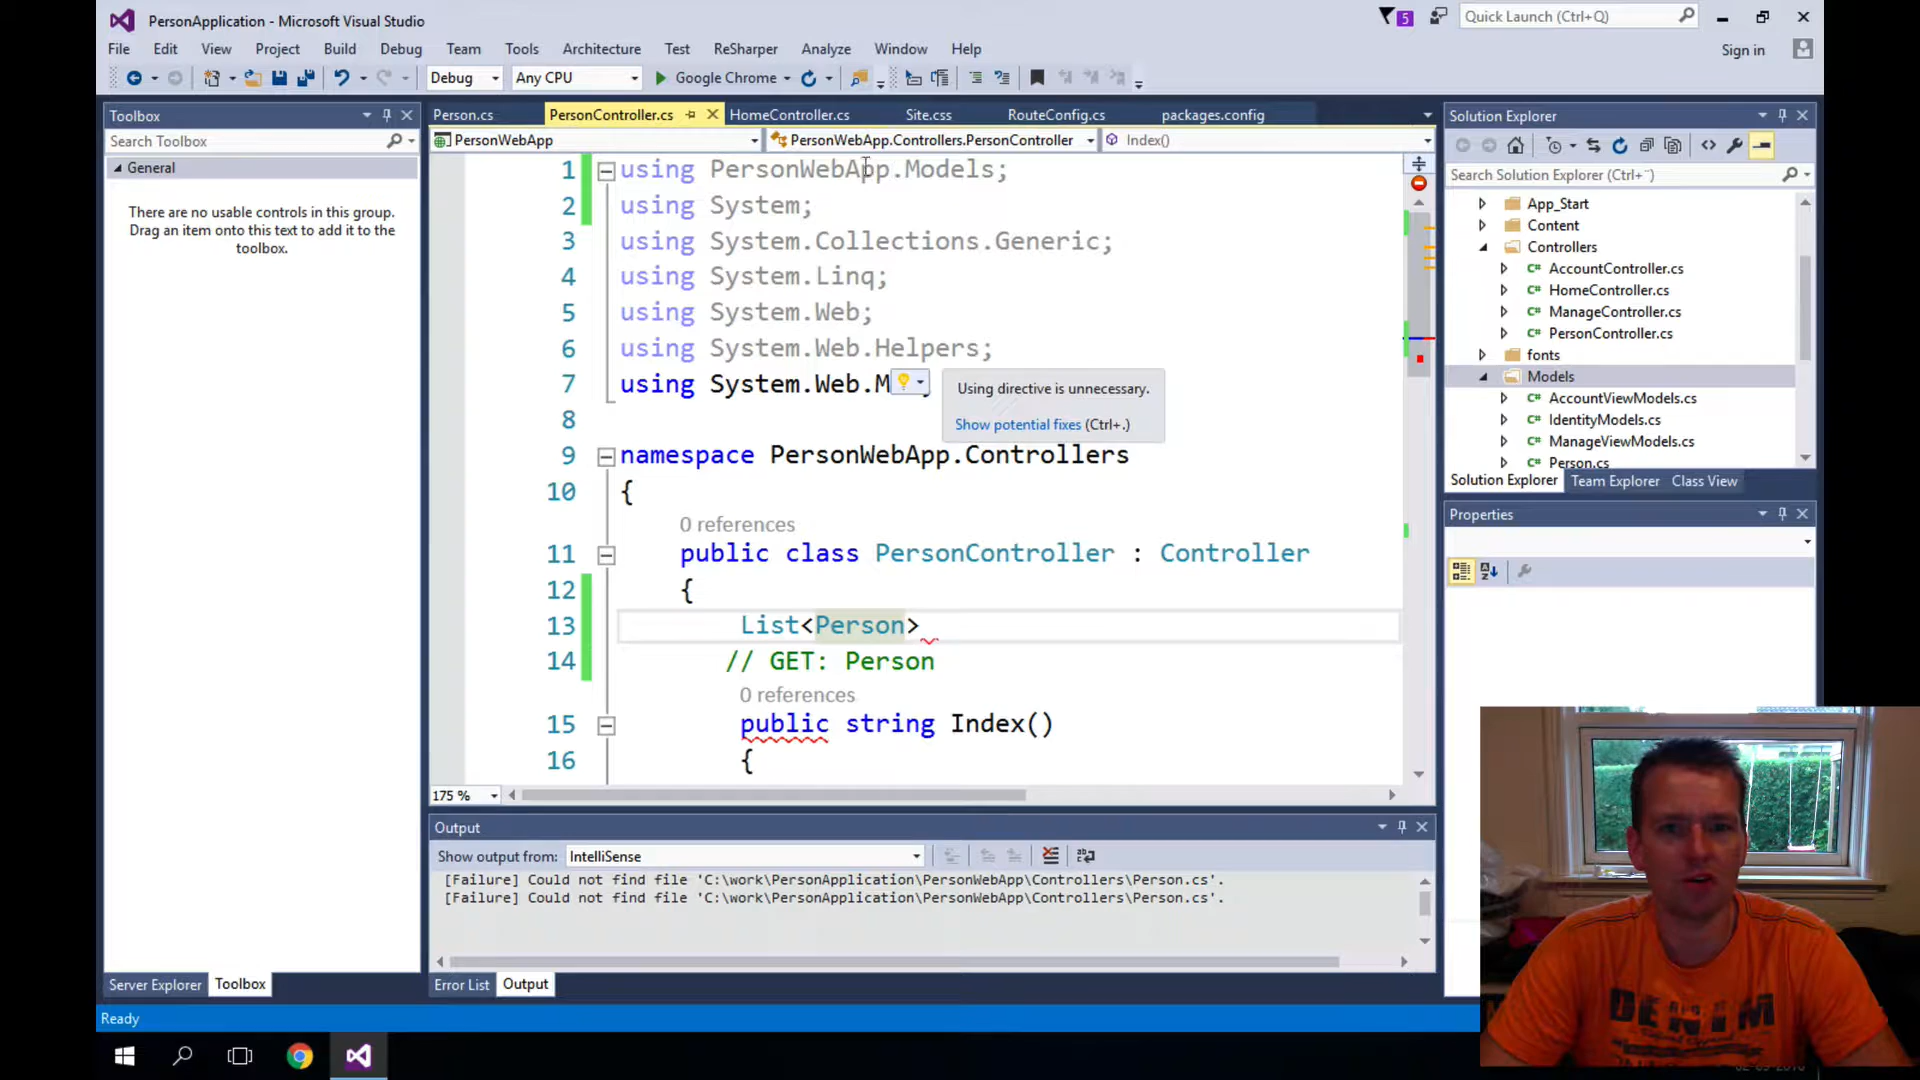 PersonApplication - Microsoft Visual Studio
5
Quick Launch (Ctrl+Q)
File Edit View Project Build Debug Team Tools Architecture Test ReSharper Analyze Window Help
Sign in
Debug Any CPU Google Chrome
Toolbox
Search Toolbox
General
There are no usable controls in this group.
Drag an item onto this text to add it to the
toolbox.
Server Explorer Toolbox
Person.cs PersonController.cs HomeController.cs Site.css RouteConfig.cs packages.config
PersonWebApp PersonWebApp.Controllers.PersonController Index()
1 using PersonWebApp.Models;
2 using System;
3 using System.Collections.Generic;
4 using System.Linq;
5 using System.Web;
6 using System.Web.Helpers;
7 using System.Web.M
Using directive is unnecessary.
Show potential fixes (Ctrl+.)
8
9 namespace PersonWebApp.Controllers
10 {
0 references
11 public class PersonController : Controller
12 {
13 List<Person>
14 // GET: Person
0 references
15 public string Index()
16 {
175 %
Output
Show output from: IntelliSense
[Failure] Could not find file 'C:\work\PersonApplication\PersonWebApp\Controllers\Person.cs'.
[Failure] Could not find file 'C:\work\PersonApplication\PersonWebApp\Controllers\Person.cs'.
Error List Output
Solution Explorer
Search Solution Explorer (Ctrl+¨)
App_Start
Content
Controllers
C# AccountController.cs
C# HomeController.cs
C# ManageController.cs
C# PersonController.cs
fonts
Models
C# AccountViewModels.cs
C# IdentityModels.cs
C# ManageViewModels.cs
C# Person.cs
Solution Explorer Team Explorer Class View
Properties
Ready
DENIM